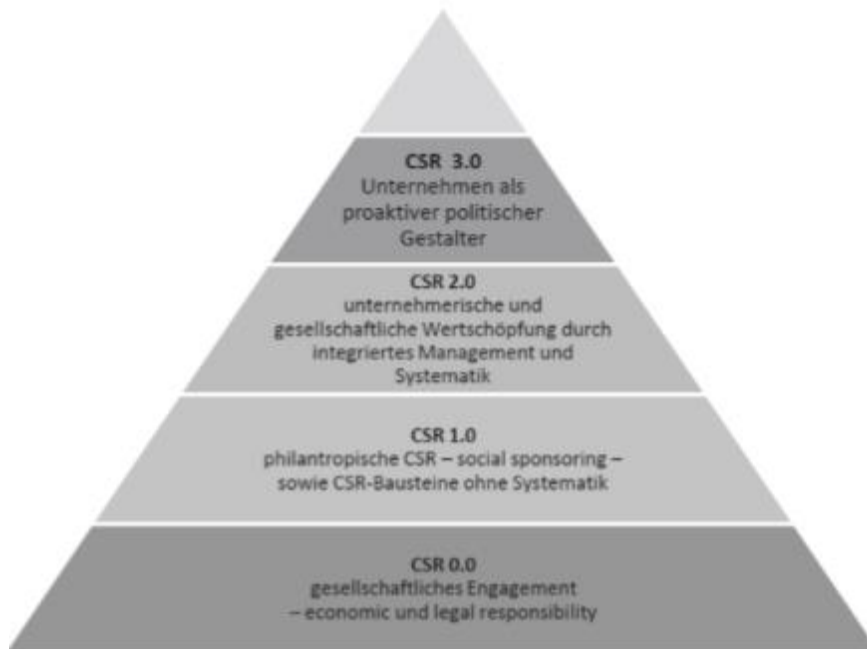 CSR 3.0
Unternehmen als
proaktiver politischer
Gestalter
CSR 2.0
unternehmerische und
gesellschaftliche Wertschöpfung durch
integriertes Management und
Systematik
CSR 1.0
philantropische CSR – social sponsoring –
sowie CSR-Bausteine ohne Systematik
CSR 0.0
gesellschaftliches Engagement
– economic und legal responsibility